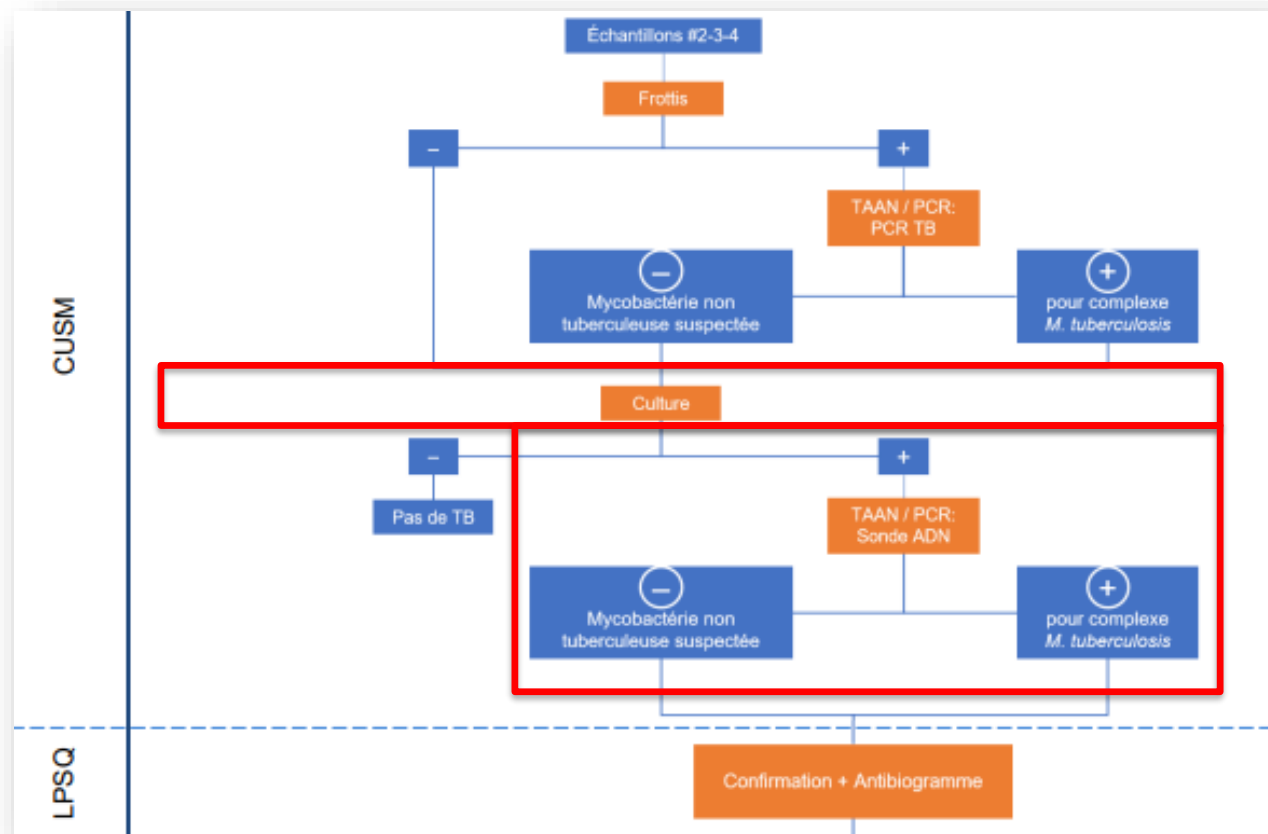 Échantillons #2-3-4
Frottis
–
+
TAAN / PCR:
PCR TB
–
Mycobactérie non
tuberculeuse suspectée
+
pour complexe
M. tuberculosis
CUSM
Culture
–
+
Pas de TB
TAAN / PCR:
Sonde ADN
–
Mycobactérie non
tuberculeuse suspectée
+
pour complexe
M. tuberculosis
LPSQ
Confirmation + Antibiogramme